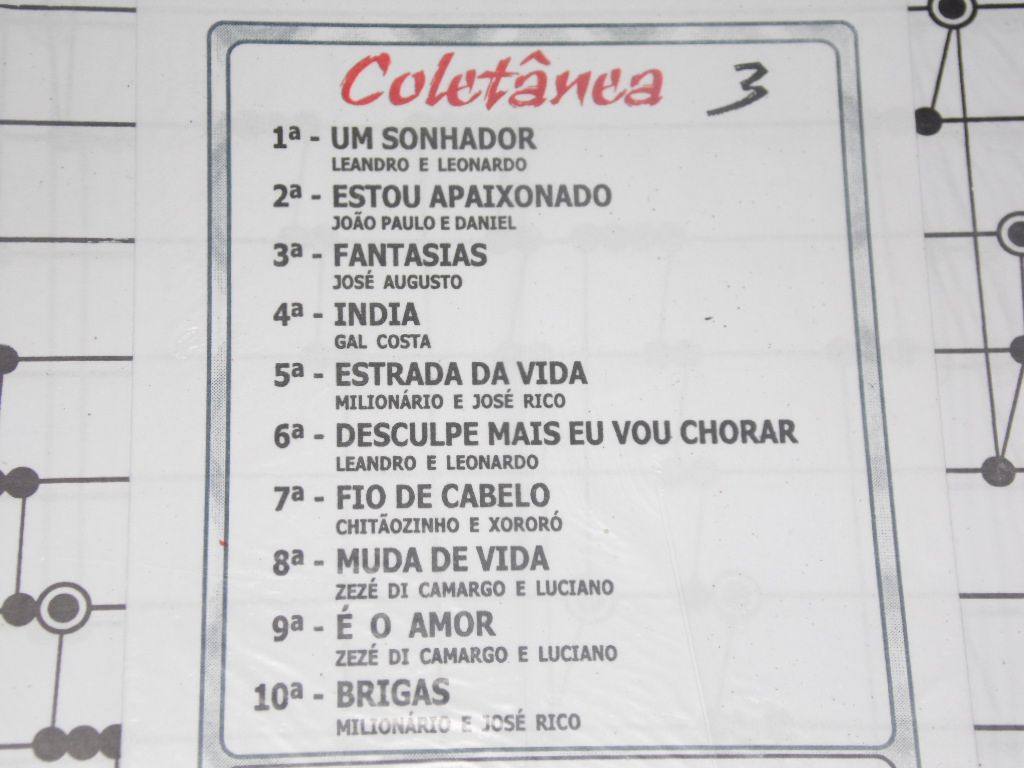 Coletânea 3
1ª - UM SONHADOR
LEANDRO E LEONARDO
2ª - ESTOU APAIXONADO
JOÃO PAULO E DANIEL
3ª - FANTASIAS
JOSÉ AUGUSTO
4ª - INDIA
GAL COSTA
5ª - ESTRADA DA VIDA
MILIONÁRIO E JOSÉ RICO
6ª - DESCULPE MAIS EU VOU CHORAR
LEANDRO E LEONARDO
7ª - FIO DE CABELO
CHITÃOZINHO E XORORÓ
8ª - MUDA DE VIDA
ZEZÉ DI CAMARGO E LUCIANO
9ª - É O AMOR
ZEZÉ DI CAMARGO E LUCIANO
10ª - BRIGAS
MILIONÁRIO E JOSÉ RICO